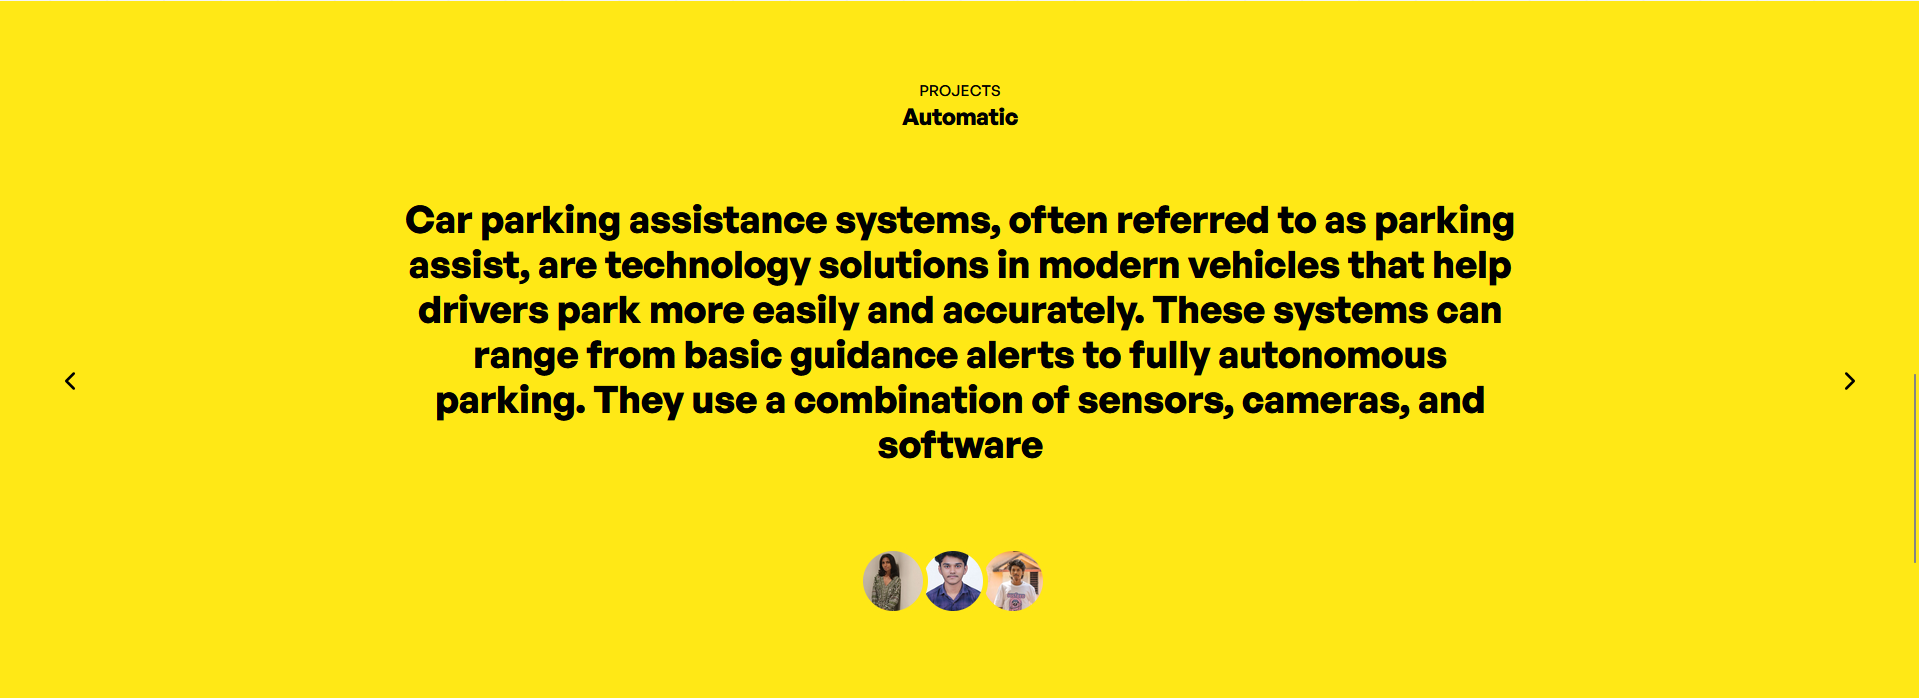 PROJECTS
Automatic
Car parking assistance systems, often referred to as parking
assist, are technology solutions in modern vehicles that help
drivers park more easily and accurately. These systems can
range from basic guidance alerts to fully autonomous
parking. They use a combination of sensors, cameras, and
software